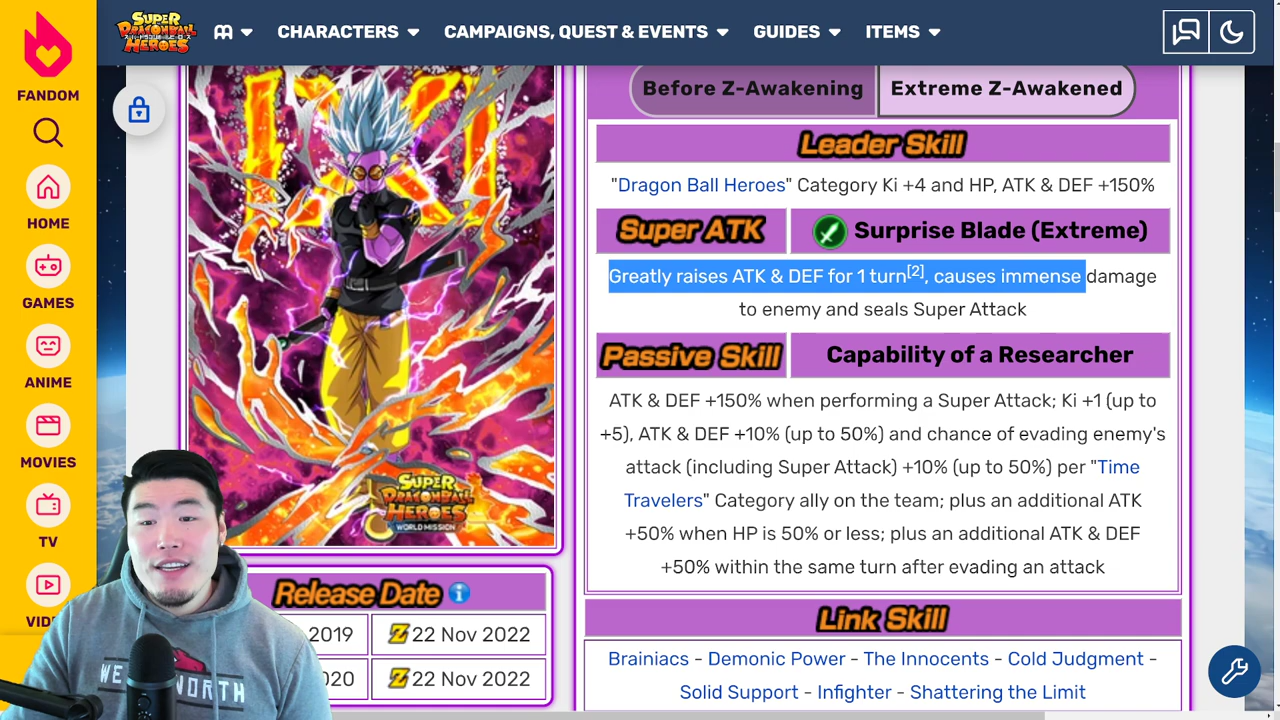 SUPER DRAGONBALL HEROES
CHARACTERS
CAMPAIGNS, QUEST & EVENTS
GUIDES
ITEMS
FANDOM
HOME
GAMES
ANIME
MOVIES
TV
Before Z-Awakening
Extreme Z-Awakened
Leader Skill
"Dragon Ball Heroes" Category Ki +4 and HP, ATK & DEF +150%
Super ATK
Surprise Blade (Extreme)
Greatly raises ATK & DEF for 1 turn[2], causes immense damage
to enemy and seals Super Attack
Passive Skill
Capability of a Researcher
ATK & DEF +150% when performing a Super Attack; Ki +1 (up to
+5), ATK & DEF +10% (up to 50%) and chance of evading enemy's
attack (including Super Attack) +10% (up to 50%) per "Time
Travelers" Category ally on the team; plus an additional ATK
+50% when HP is 50% or less; plus an additional ATK & DEF
+50% within the same turn after evading an attack
SUPER DRAGONBALL HEROES WORLD MISSION
Release Date
2019
Z 22 Nov 2022
020
Z 22 Nov 2022
Link Skill
Brainiacs - Demonic Power - The Innocents - Cold Judgment -
Solid Support - Infighter - Shattering the Limit